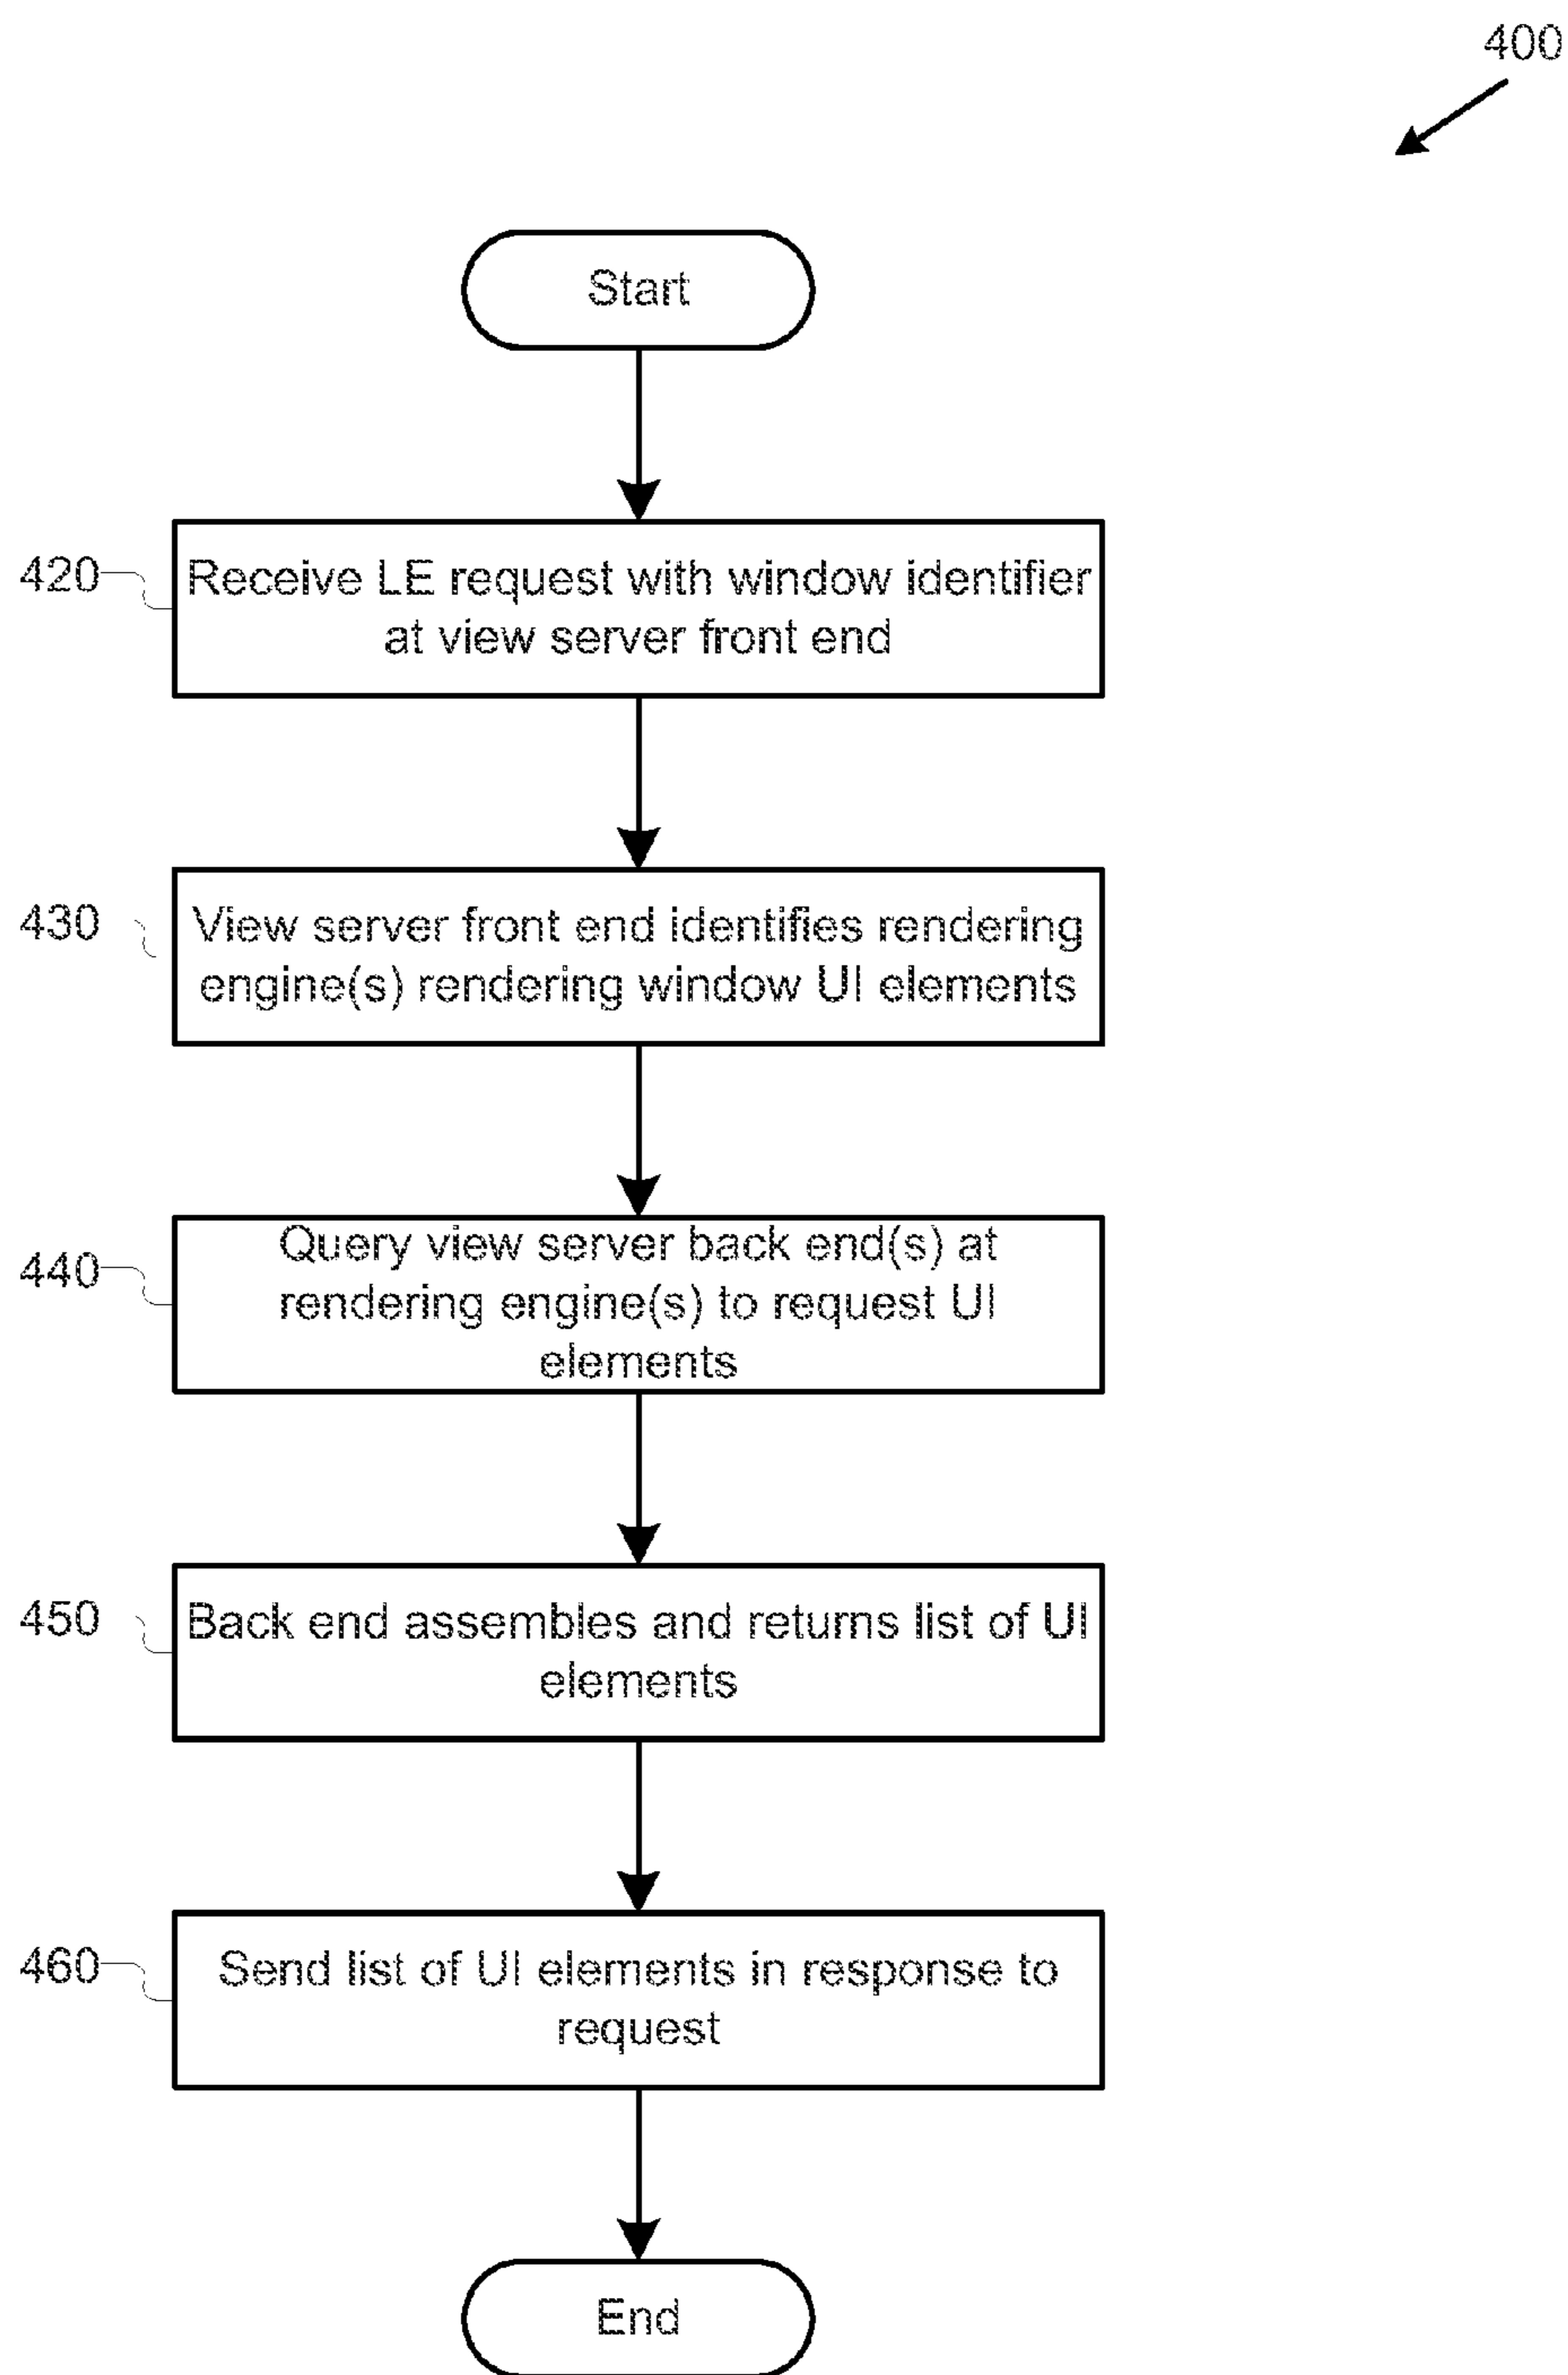 400
Start
420
Receive LE request with window identifier
at view server front end
430
View server front end identifies rendering
engine(s) rendering window UI elements
440
Query view server back end(s) at
rendering engine(s) to request UI
elements
450
Back end assembles and returns list of UI
elements
460
Send list of UI elements in response to
request
End